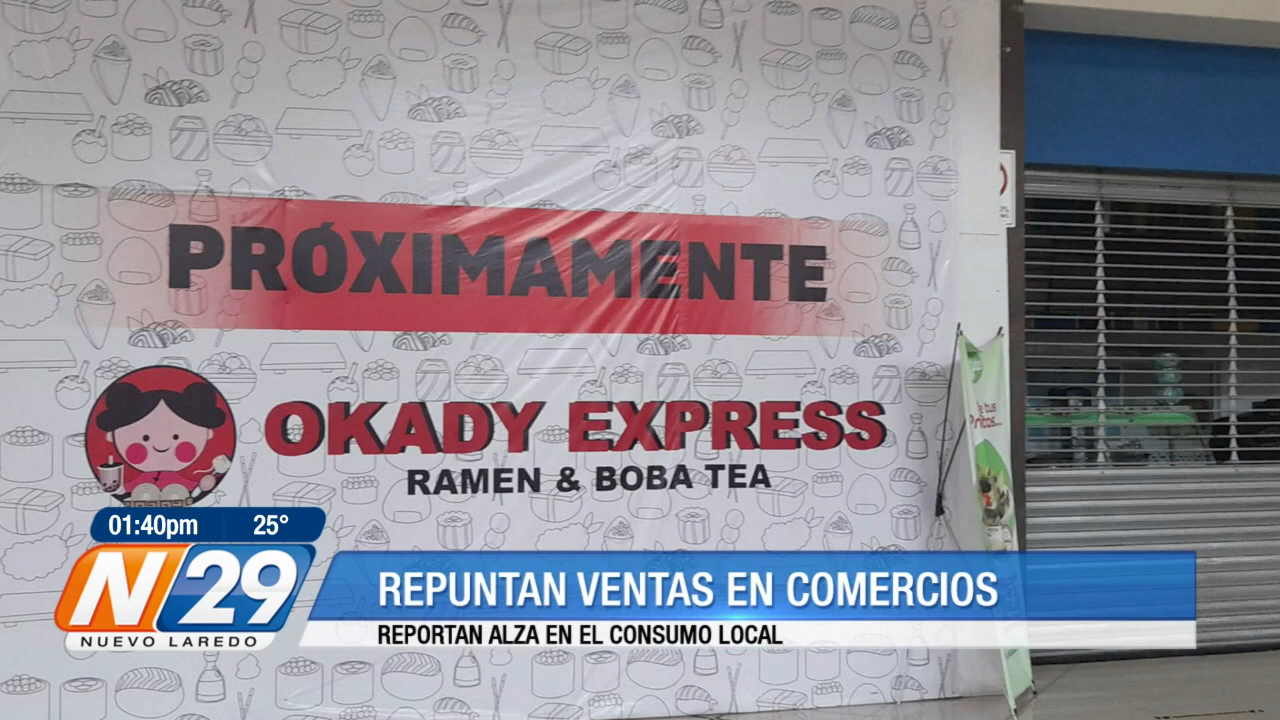 PRÓXIMAMENTE
OKADY EXPRESS
RAMEN & BOBA TEA
01:40pm 25°
N29
NUEVO LAREDO
REPUNTAN VENTAS EN COMERCIOS
REPORTAN ALZA EN EL CONSUMO LOCAL